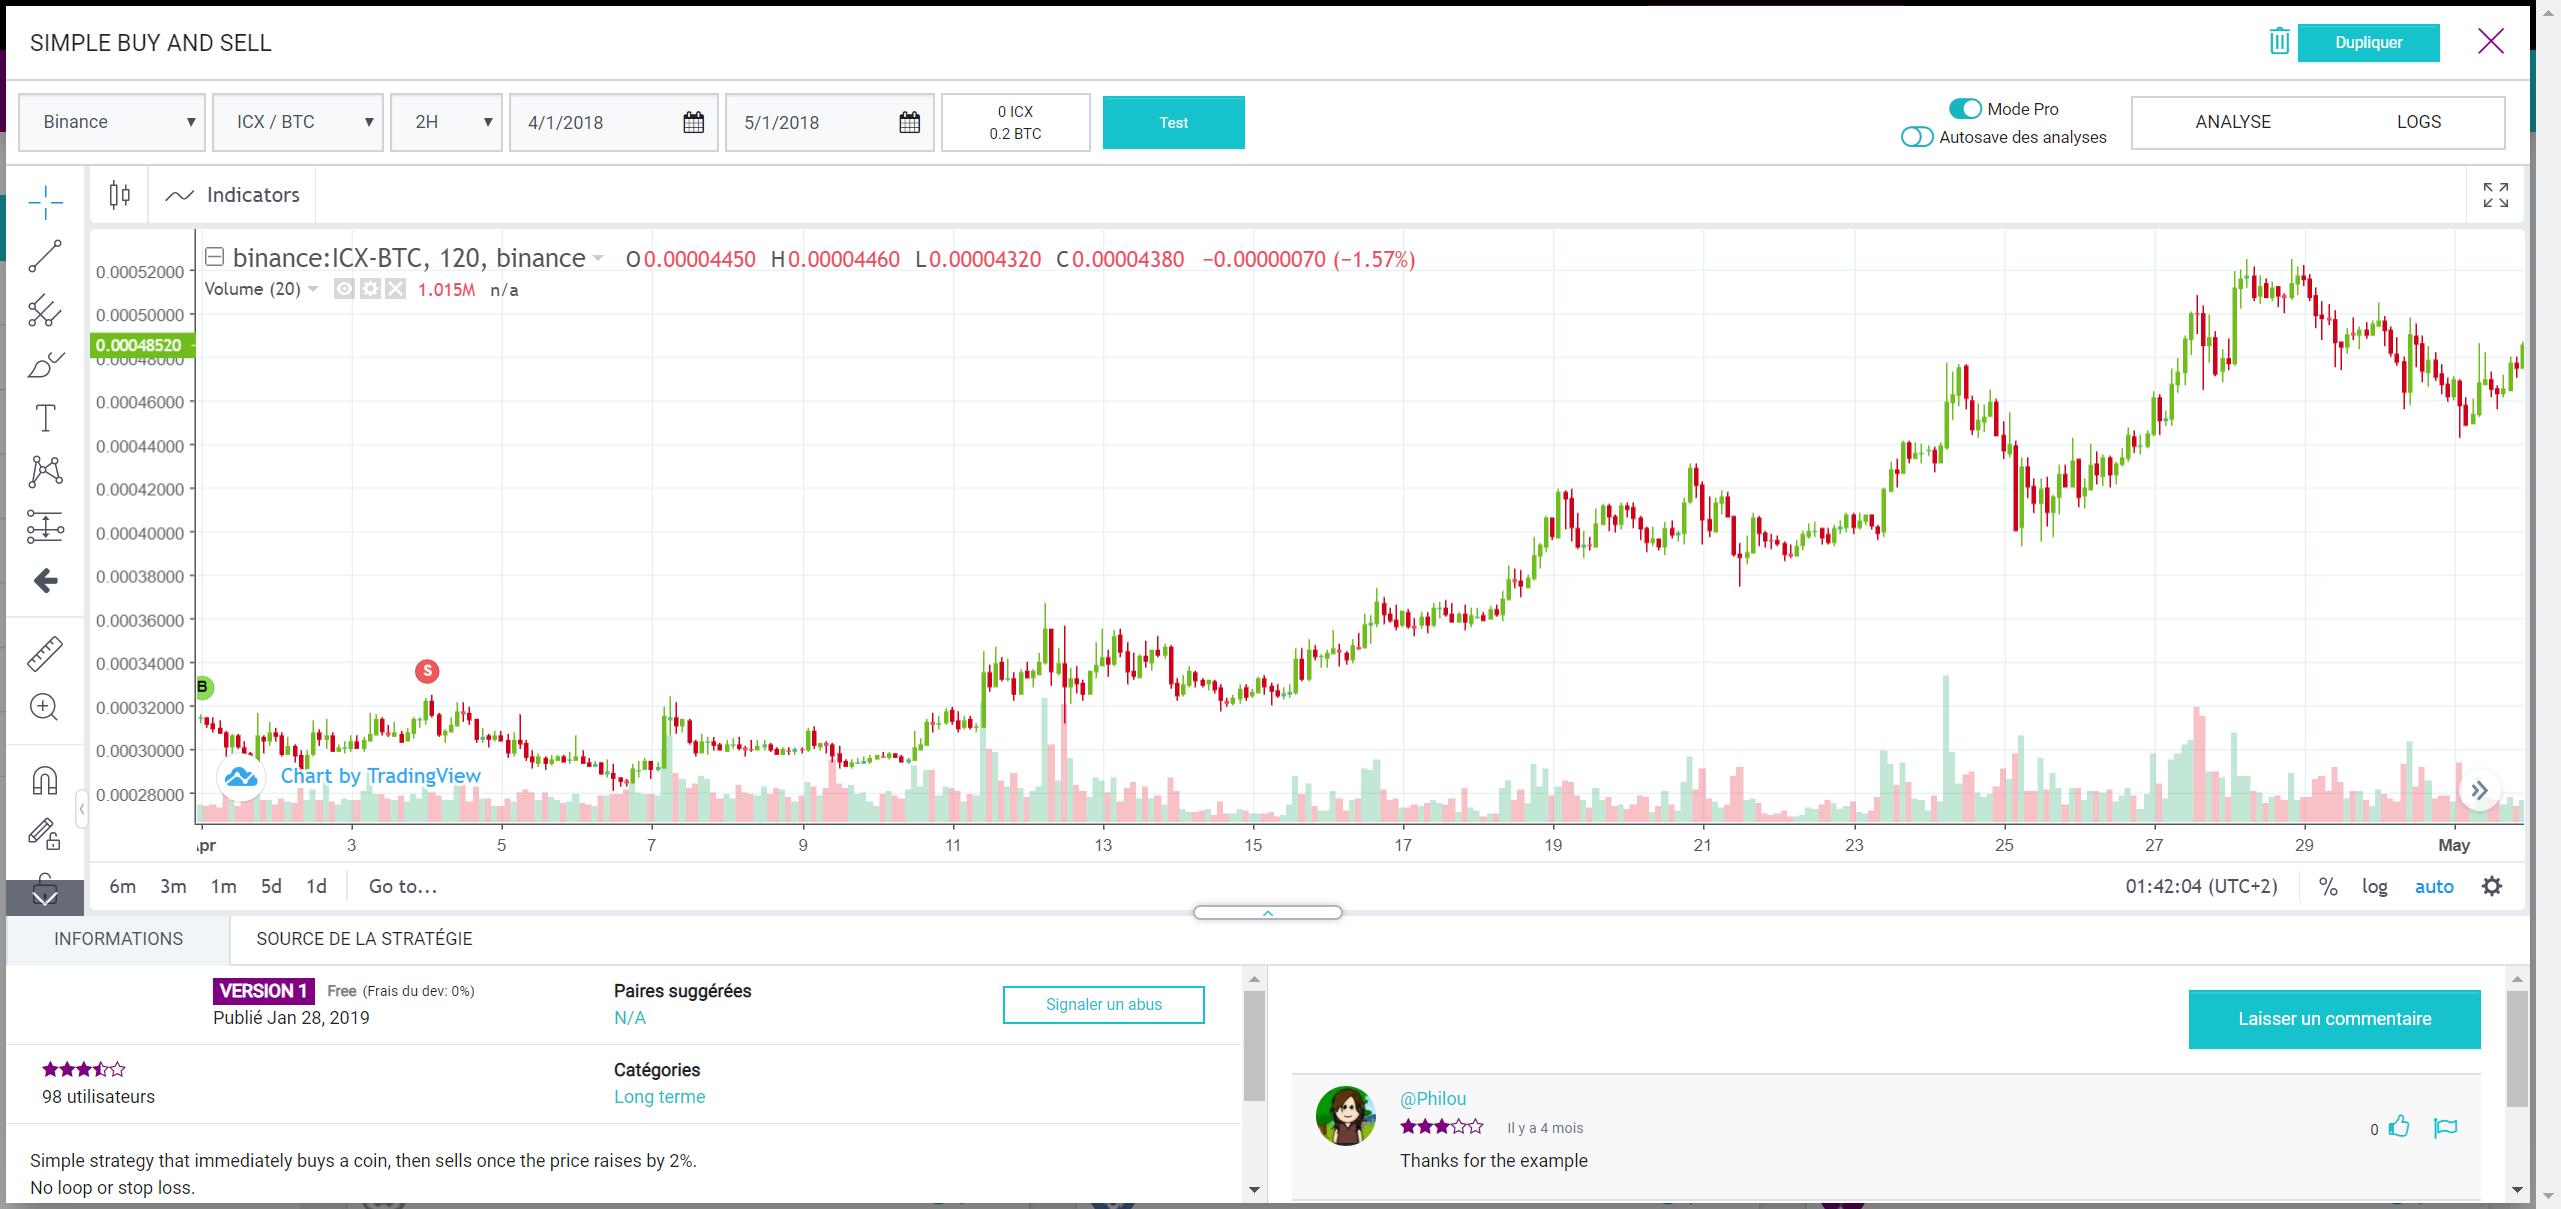 SIMPLE BUY AND SELL
Dupliquer
Binance
ICX / BTC
2H
4/1/2018
5/1/2018
0 ICX
0.2 BTC
Test
Mode Pro
Autosave des analyses
ANALYSE
LOGS
Indicators
binance:ICX-BTC, 120, binance O0.00004450 H0.00004460 L0.00004320 C0.00004380 −0.00000070 (−1.57%)
Volume (20) 1.015M n/a
0.00052000
0.00050000
0.00048520
0.00048000
0.00046000
0.00044000
0.00042000
0.00040000
0.00038000
0.00036000
0.00034000
0.00032000
0.00030000
0.00028000
B
S
Chart by TradingView
3 5 7 9 11 13 15 17 19 21 23 25 27 29 May
6m 3m 1m 5d 1d Go to...
01:42:04 (UTC+2) % log auto
INFORMATIONS
SOURCE DE LA STRATÉGIE
VERSION 1 Free (Frais du dev: 0%)
Publié Jan 28, 2019
Paires suggérées
N/A
Signaler un abus
98 utilisateurs
Catégories
Long terme
Simple strategy that immediately buys a coin, then sells once the price raises by 2%.
No loop or stop loss.
Laisser un commentaire
@Philou
Il y a 4 mois
0
Thanks for the example